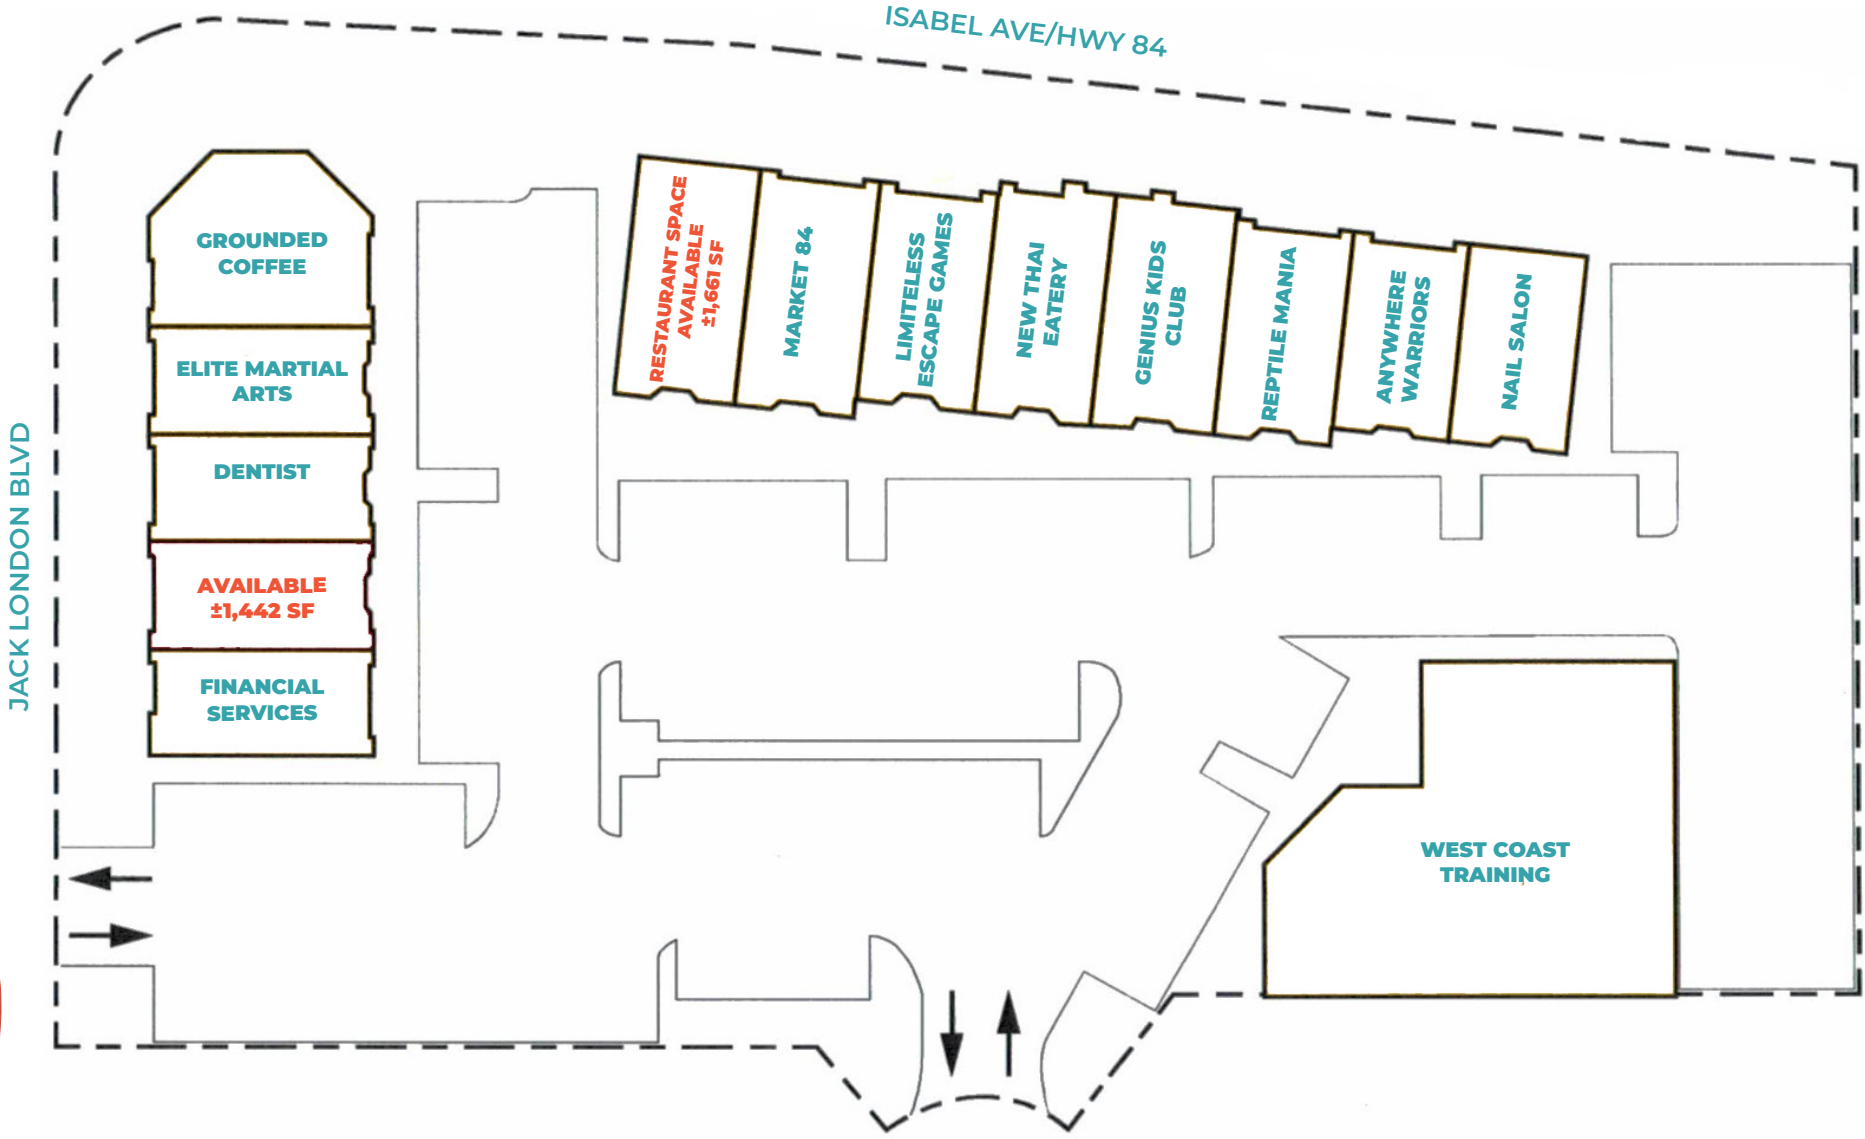 ISABEL AVE/HWY 84
JACK LONDON BLVD
GROUNDED
COFFEE
ELITE MARTIAL
ARTS
DENTIST
AVAILABLE
±1,442 SF
FINANCIAL
SERVICES
RESTAURANT SPACE
AVAILABLE
±1,661 SF
MARKET 84
LIMITELESS
ESCAPE GAMES
NEW THAI
EATERY
GENIUS KIDS
CLUB
REPTILE MANIA
ANYWHERE
WARRIORS
NAIL SALON
WEST COAST
TRAINING